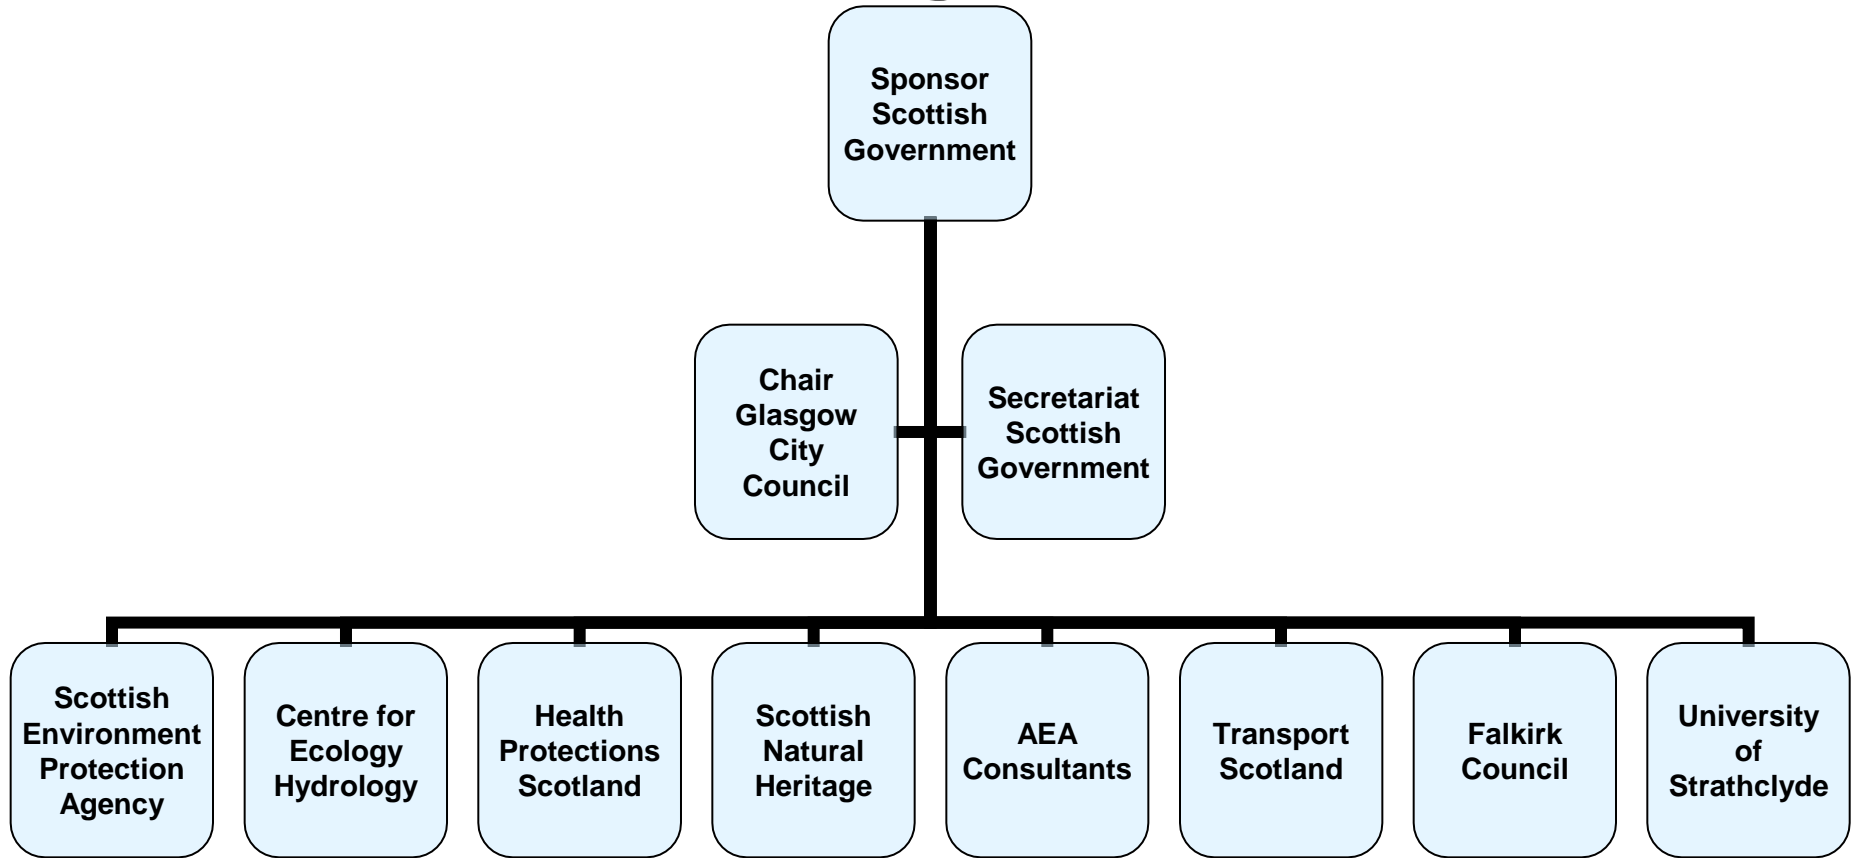 Sponsor
Scottish
Government
Chair
Glasgow
City
Council
Secretariat
Scottish
Government
Scottish
Environment
Protection
Agency
Centre for
Ecology
Hydrology
Health
Protections
Scotland
Scottish
Natural
Heritage
AEA
Consultants
Transport
Scotland
Falkirk
Council
University
of
Strathclyde